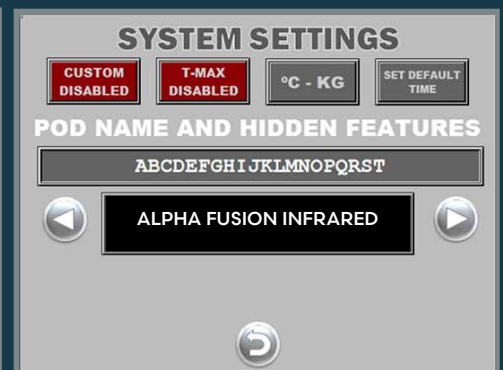 SYSTEM SETTINGS
CUSTOM DISABLED
T-MAX DISABLED
ºC - KG
SET DEFAULT TIME
POD NAME AND HIDDEN FEATURES
ABCDEFGHIJKLMNOPQRST
ALPHA FUSION INFRARED